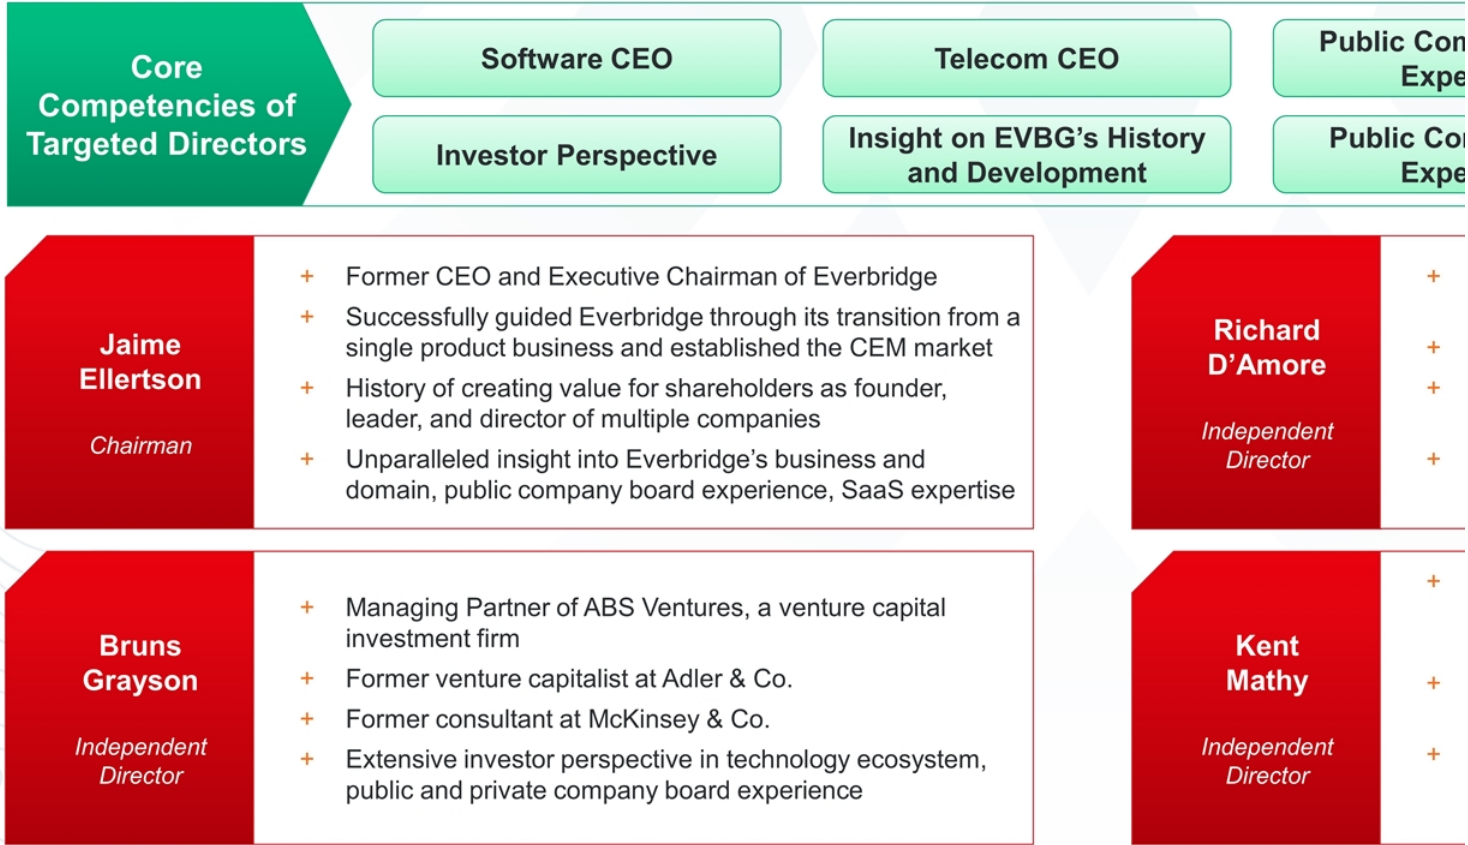 Core
Competencies of
Targeted Directors
Software CEO
Telecom CEO
Public
Investor Perspective
Insight on EVBG’s History
and Development
Public
Jaime
Ellertson
Chairman
+ Former CEO and Executive Chairman of Everbridge
+ Successfully guided Everbridge through its transition from a
single product business and established the CEM market
+ History of creating value for shareholders as founder,
leader, and director of multiple companies
+ Unparalleled insight into Everbridge’s business and
domain, public company board experience, SaaS expertise
Richard
D’Amore
Independent
Director
+
+
+
+
Bruns
Grayson
Independent
Director
+ Managing Partner of ABS Ventures, a venture capital
investment firm
+ Former venture capitalist at Adler & Co.
+ Former consultant at McKinsey & Co.
+ Extensive investor perspective in technology ecosystem,
public and private company board experience
Kent
Mathy
Independent
Director
+
+
+